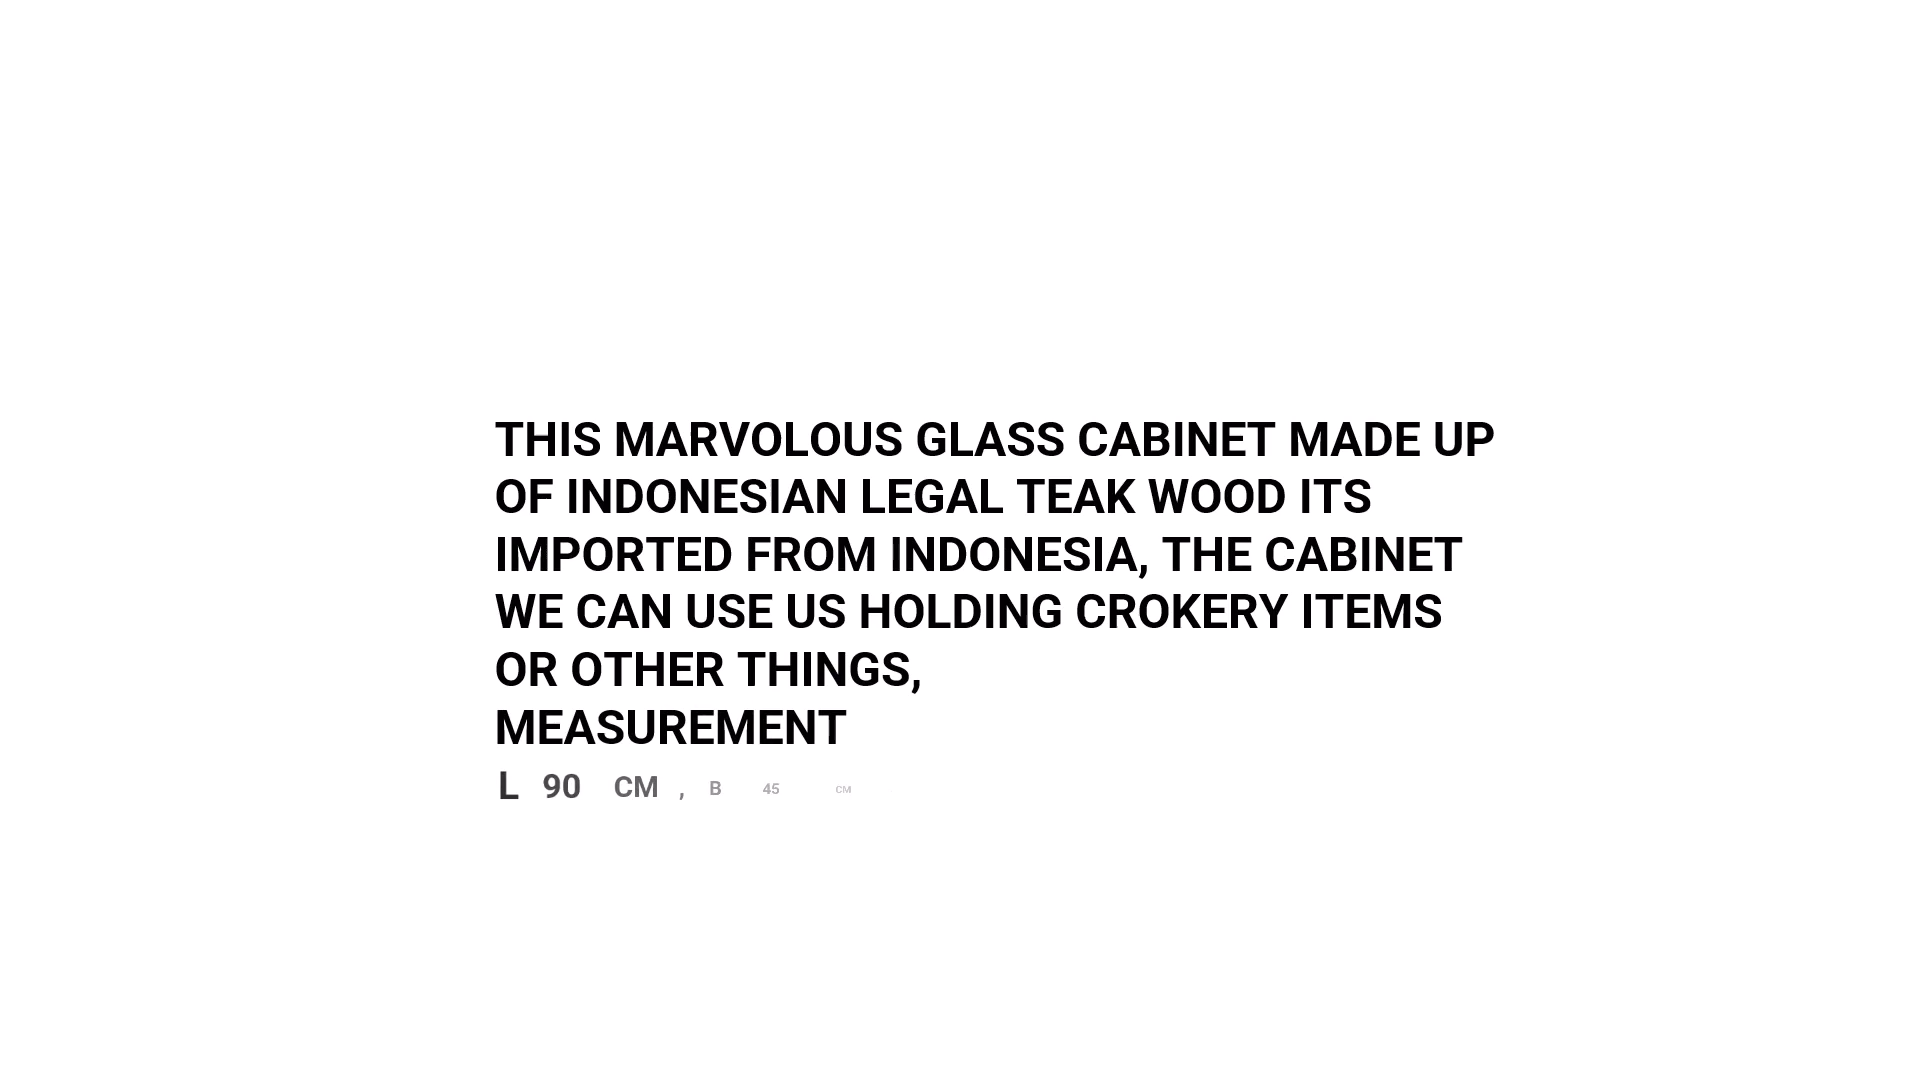 THIS MARVOLOUS GLASS CABINET MADE UP
OF INDONESIAN LEGAL TEAK WOOD ITS
IMPORTED FROM INDONESIA, THE CABINET
WE CAN USE US HOLDING CROKERY ITEMS
OR OTHER THINGS,
MEASUREMENT
L 90 CM , B 45 CM